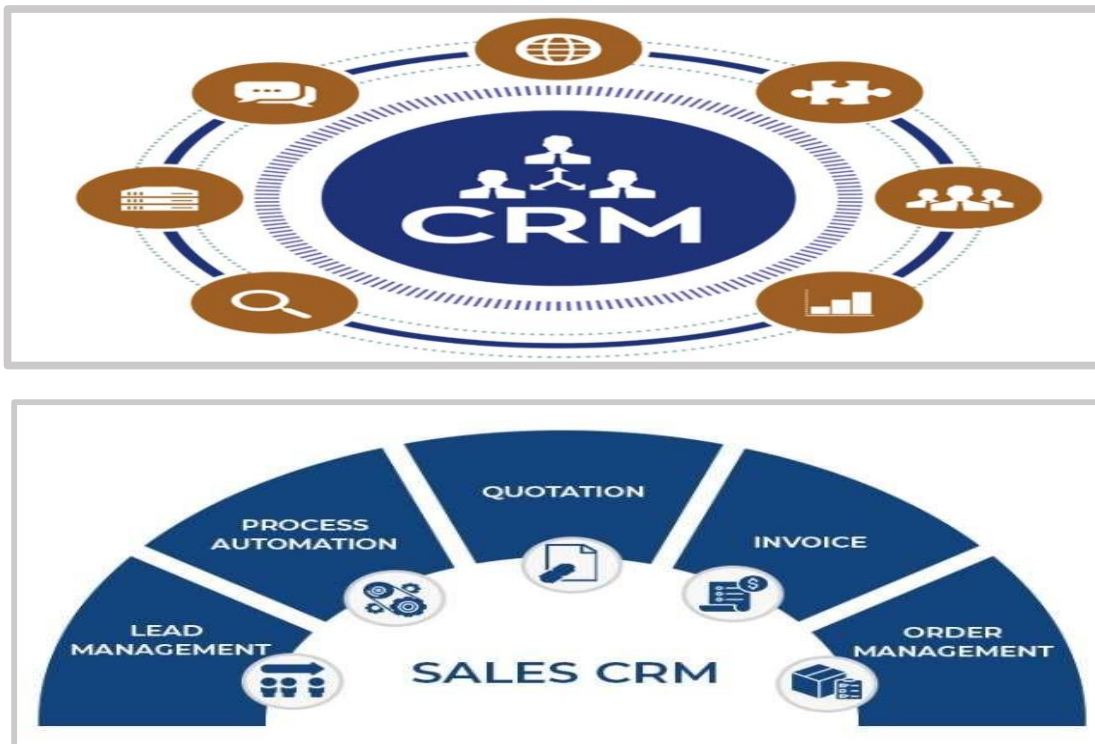 CRM
QUOTATION
PROCESS
AUTOMATION
INVOICE
LEAD
MANAGEMENT
ORDER
MANAGEMENT
SALES CRM